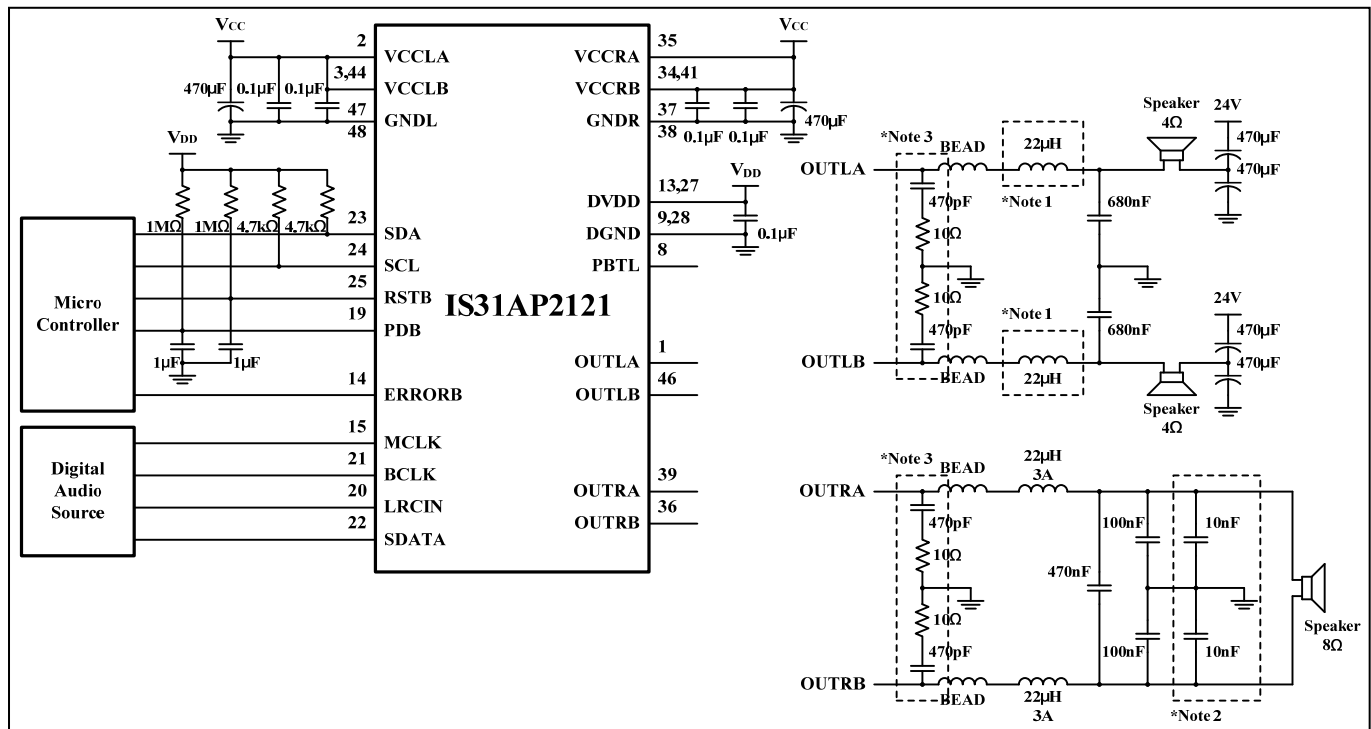 VCC
2
VCCLA
3,44
VCCLB
470µF
0.1µF
0.1µF
47
GNDL
48
VDD
1MΩ
1MΩ
4.7kΩ
4.7kΩ
23
SDA
24
SCL
25
RSTB
19
PDB
1µF
1µF
14
ERRORB
Micro
Controller
15
MCLK
21
BCLK
20
LRCIN
22
SDATA
Digital
Audio
Source
IS31AP2121
VCC
35
VCCRA
34,41
VCCRB
37
GNDR
38
0.1µF
0.1µF
470µF
VDD
13,27
DVDD
9,28
DGND
0.1µF
8
PBTL
1
OUTLA
46
OUTLB
39
OUTRA
36
OUTRB
*Note 3
BEAD
22µH
Speaker
4Ω
24V
470µF
470µF
OUTLA
*Note 1
470pF
10Ω
680nF
10Ω
470pF
*Note 1
680nF
24V
470µF
470µF
OUTLB
BEAD
22µH
Speaker
4Ω
*Note 3
BEAD
22µH
3A
OUTRA
470pF
10Ω
100nF
10nF
470nF
10Ω
470pF
100nF
10nF
Speaker
8Ω
OUTRB
BEAD
22µH
3A
*Note 2